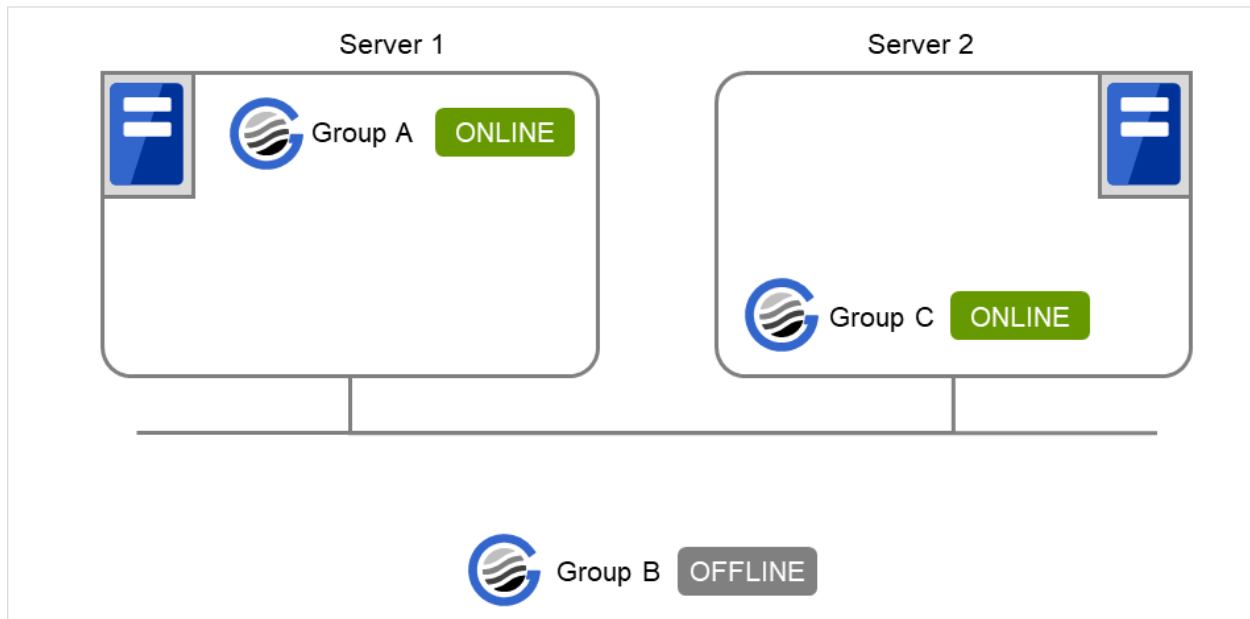 Server 1
Server 2
Group A ONLINE
Group C ONLINE
Group B OFFLINE